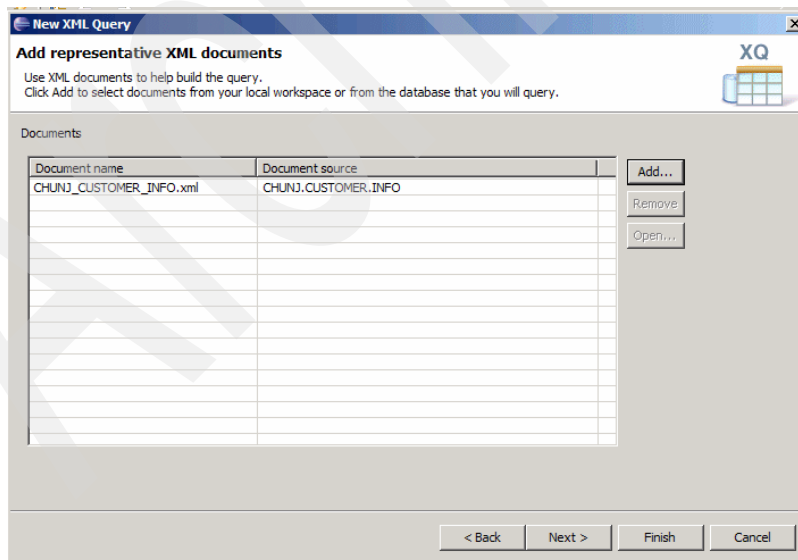 New XML Query
Add representative XML documents
XQ
Use XML documents to help build the query.
Click Add to select documents from your local workspace or from the database that you will query.
Documents
Document name Document source
Add...
CHUNJ_CUSTOMER_INFO.xml CHUNJ.CUSTOMER.INFO
Remove
Open...
< Back Next > Finish Cancel